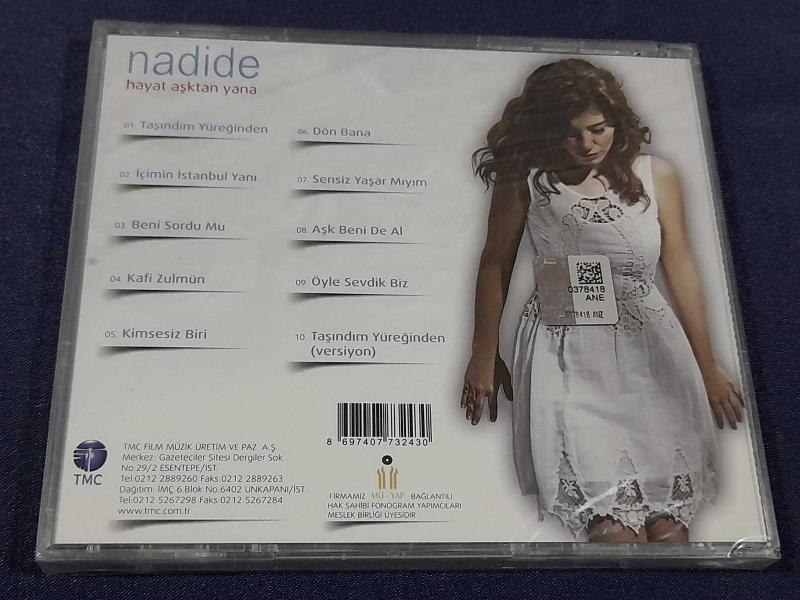 nadide
hayat aşktan yana
01. Taşındım Yüreğinden
02. İçimin İstanbul Yanı
03. Beni Sordu Mu
04. Kafi Zulmün
05. Kimsesiz Biri
06. Dön Bana
07. Sensiz Yaşar Mıyım
08. Aşk Beni De Al
09. Öyle Sevdik Biz
10. Taşındım Yüreğinden
(versiyon)
0378418
ANE
TMC
TMC FİLM MÜZİK ÜRETİM VE PAZ. A.Ş.
Merkez: Gazeteciler Sitesi Dergiler Sok.
No:29/2 ESENTEPE/İST.
Tel:0212 2889260 Faks:0212 2889263
Dağıtım: İMÇ 6.Blok No:6402 UNKAPANI/İST.
Tel:0212 5267298 Faks:0212 5267284
www.tmc.com.tr
8 697407 732430
FİRMAMIZ MÜ-YAP BAĞLANTILI
HAK SAHİBİ FONOGRAM YAPIMCILARI
MESLEK BİRLİĞİ ÜYESİDİR